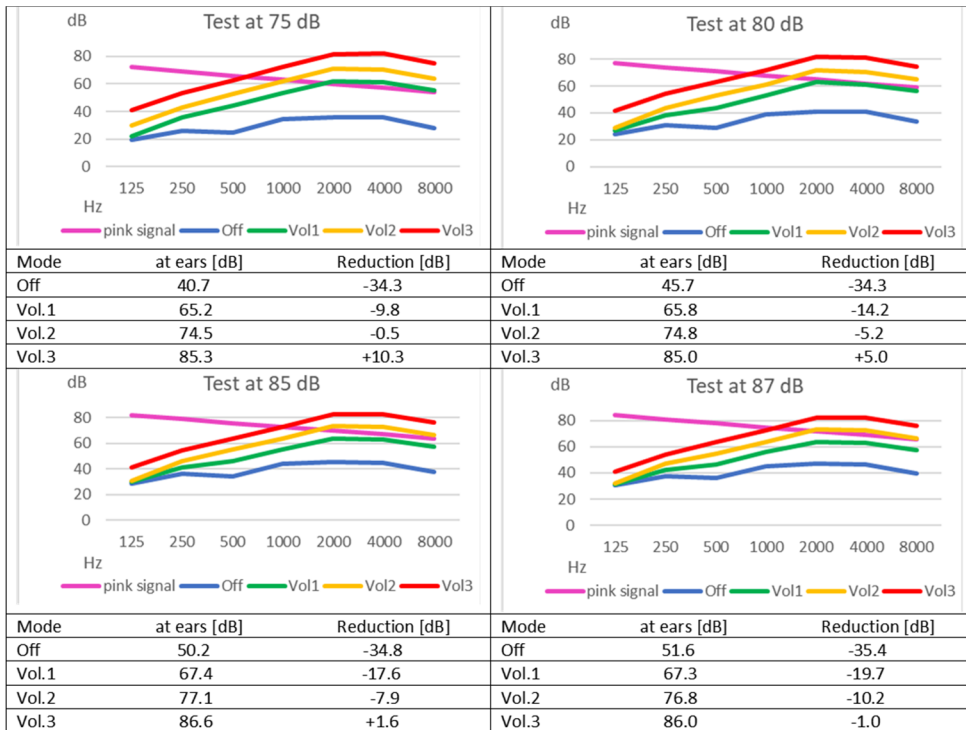 dB Test at 75 dB
80
60
40
20
0
125 250 500 1000 2000 4000 8000
Hz
pink signal Off Vol1 Vol2 Vol3
Mode at ears [dB] Reduction [dB]
Off 40.7 -34.3
Vol.1 65.2 -9.8
Vol.2 74.5 -0.5
Vol.3 85.3 +10.3
dB Test at 80 dB
80
60
40
20
0
125 250 500 1000 2000 4000 8000
Hz
pink signal Off Vol1 Vol2 Vol3
Mode at ears [dB] Reduction [dB]
Off 45.7 -34.3
Vol.1 65.8 -14.2
Vol.2 74.8 -5.2
Vol.3 85.0 +5.0
dB Test at 85 dB
80
60
40
20
0
125 250 500 1000 2000 4000 8000
Hz
pink signal Off Vol1 Vol2 Vol3
Mode at ears [dB] Reduction [dB]
Off 50.2 -34.8
Vol.1 67.4 -17.6
Vol.2 77.1 -7.9
Vol.3 86.6 +1.6
dB Test at 87 dB
80
60
40
20
0
125 250 500 1000 2000 4000 8000
Hz
pink signal Off Vol1 Vol2 Vol3
Mode at ears [dB] Reduction [dB]
Off 51.6 -35.4
Vol.1 67.3 -19.7
Vol.2 76.8 -10.2
Vol.3 86.0 -1.0